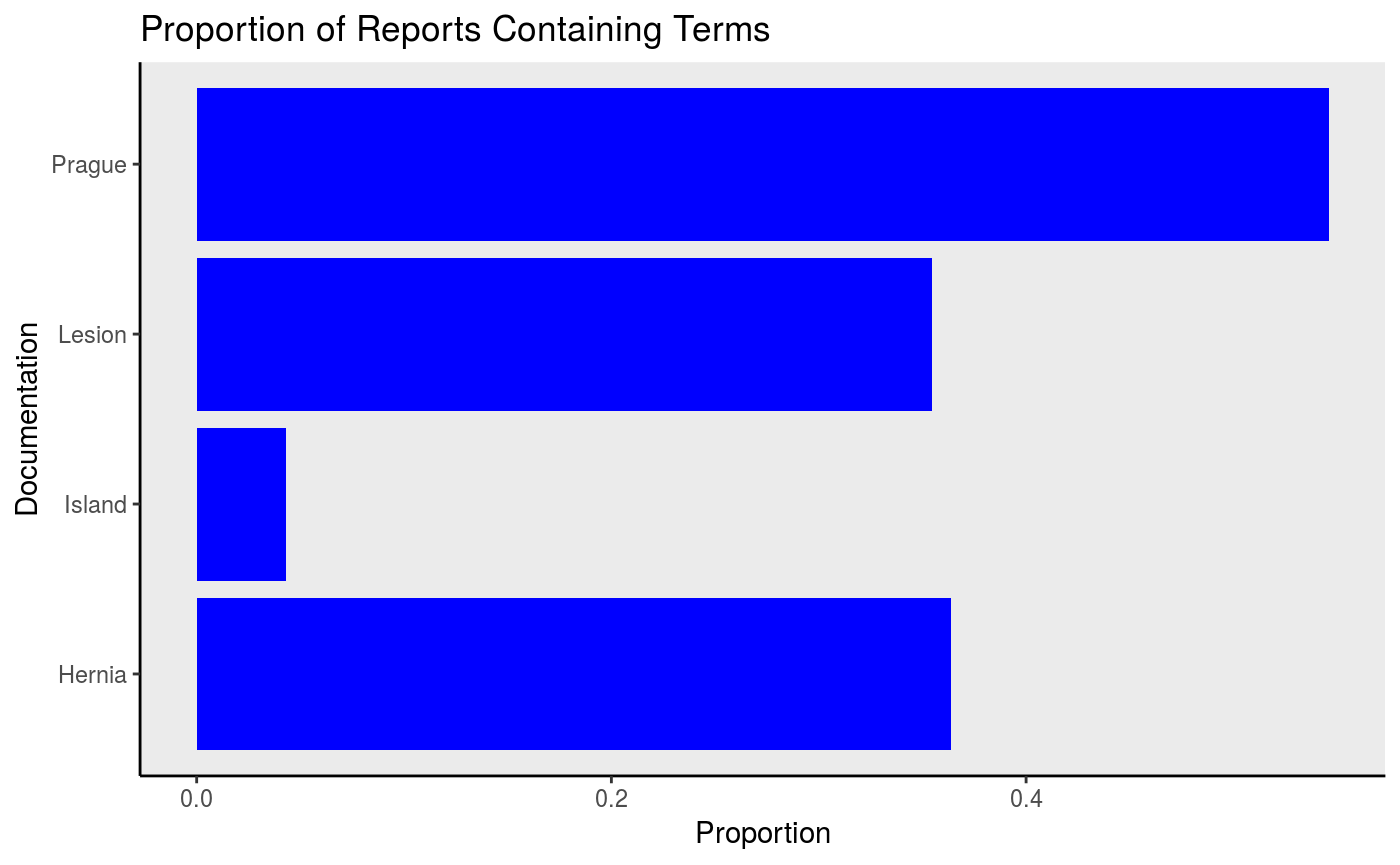 Proportion of Reports Containing Terms
Documentation
Prague
Lesion
Island
Hernia
0.0 0.2 0.4
Proportion